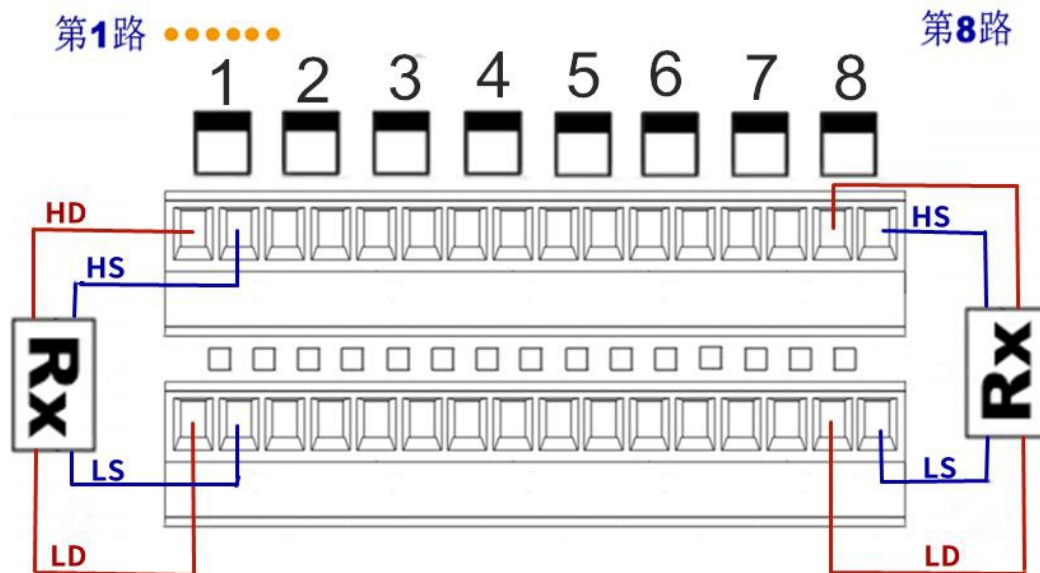 第1路 第8路
1 2 3 4 5 6 7 8
HD
HS HS
Rx Rx
LS LS
LD LD